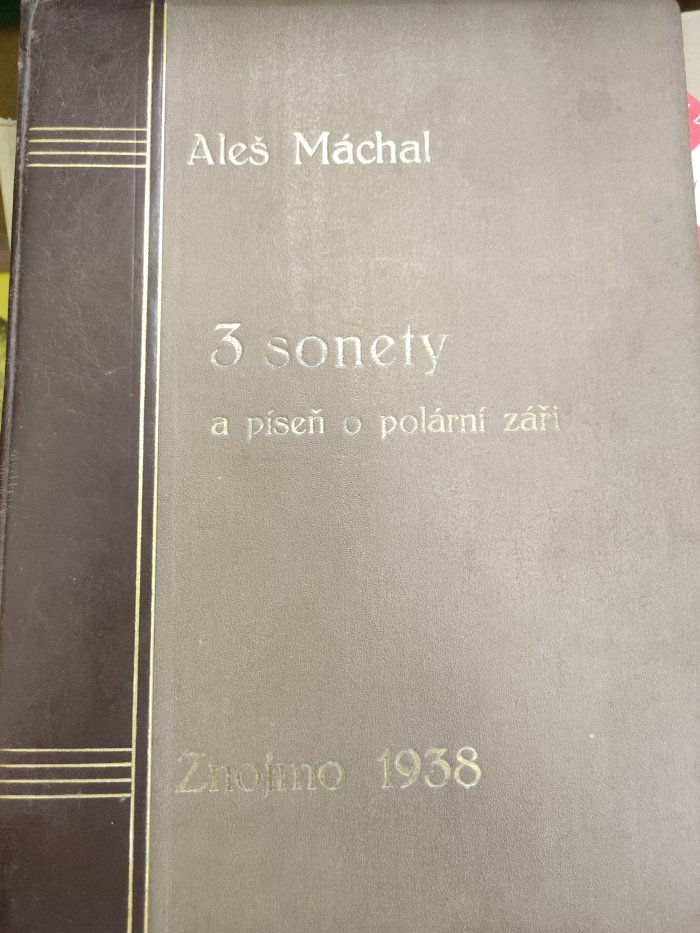 Aleš Máchal
3 sonety
a píseň o polární záři
Znojmo 1938